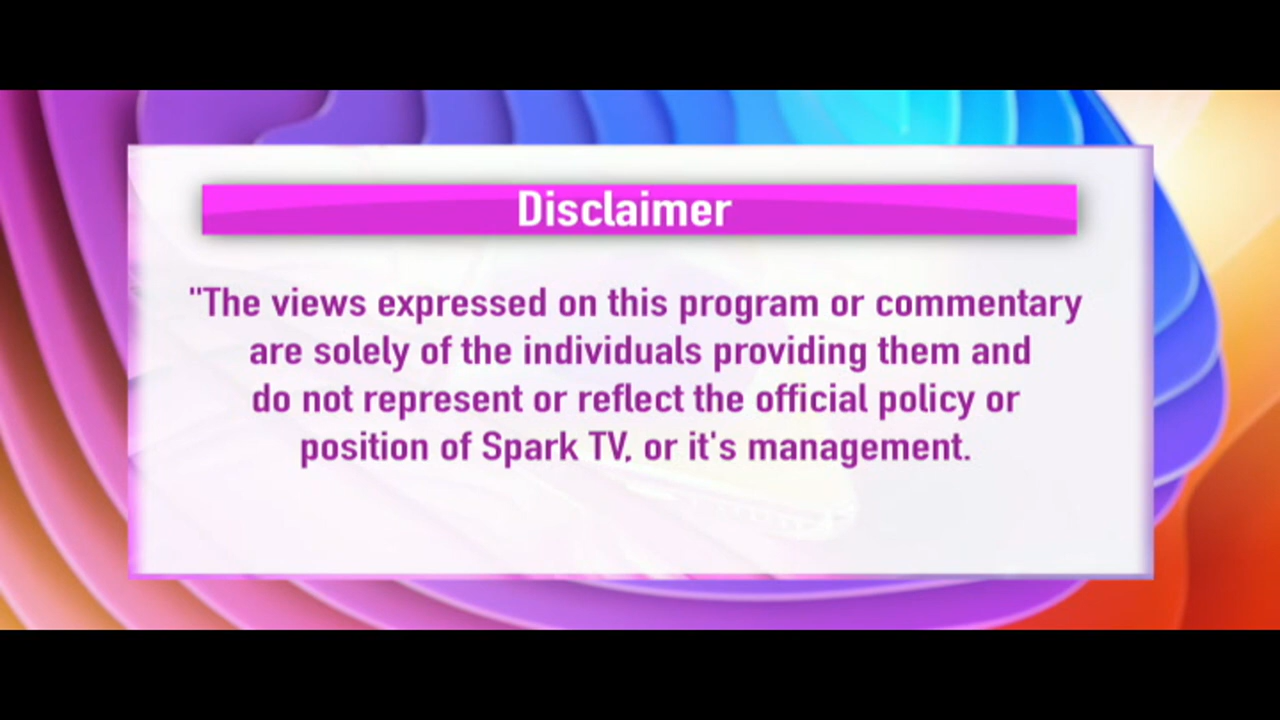 Disclaimer
"The views expressed on this program or commentary
are solely of the individuals providing them and
do not represent or reflect the official policy or
position of Spark TV, or it's management.